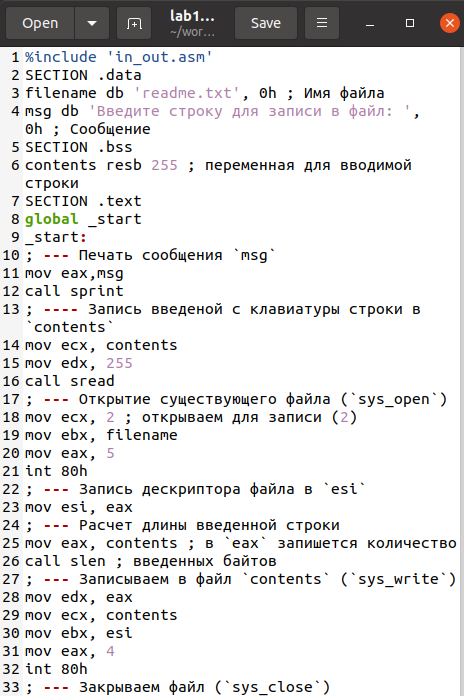 Open
lab1...
~/wor...
Save
1 %include 'in_out.asm'
2 SECTION .data
3 filename db 'readme.txt', 0h ; Имя файла
4 msg db 'Введите строку для записи в файл: ',
0h ; Сообщение
5 SECTION .bss
6 contents resb 255 ; переменная для вводимой
строки
7 SECTION .text
8 global _start
9 _start:
10 ; --- Печать сообщения `msg`
11 mov eax,msg
12 call sprint
13 ; ---- Запись введеной с клавиатуры строки в
`contents`
14 mov ecx, contents
15 mov edx, 255
16 call sread
17 ; --- Открытие существующего файла (`sys_open`)
18 mov ecx, 2 ; открываем для записи (2)
19 mov ebx, filename
20 mov eax, 5
21 int 80h
22 ; --- Запись дескриптора файла в `esi`
23 mov esi, eax
24 ; --- Расчет длины введенной строки
25 mov eax, contents ; в `eax` запишется количество
26 call slen ; введенных байтов
27 ; --- Записываем в файл `contents` (`sys_write`)
28 mov edx, eax
29 mov ecx, contents
30 mov ebx, esi
31 mov eax, 4
32 int 80h
33 ; --- Закрываем файл (`sys_close`)